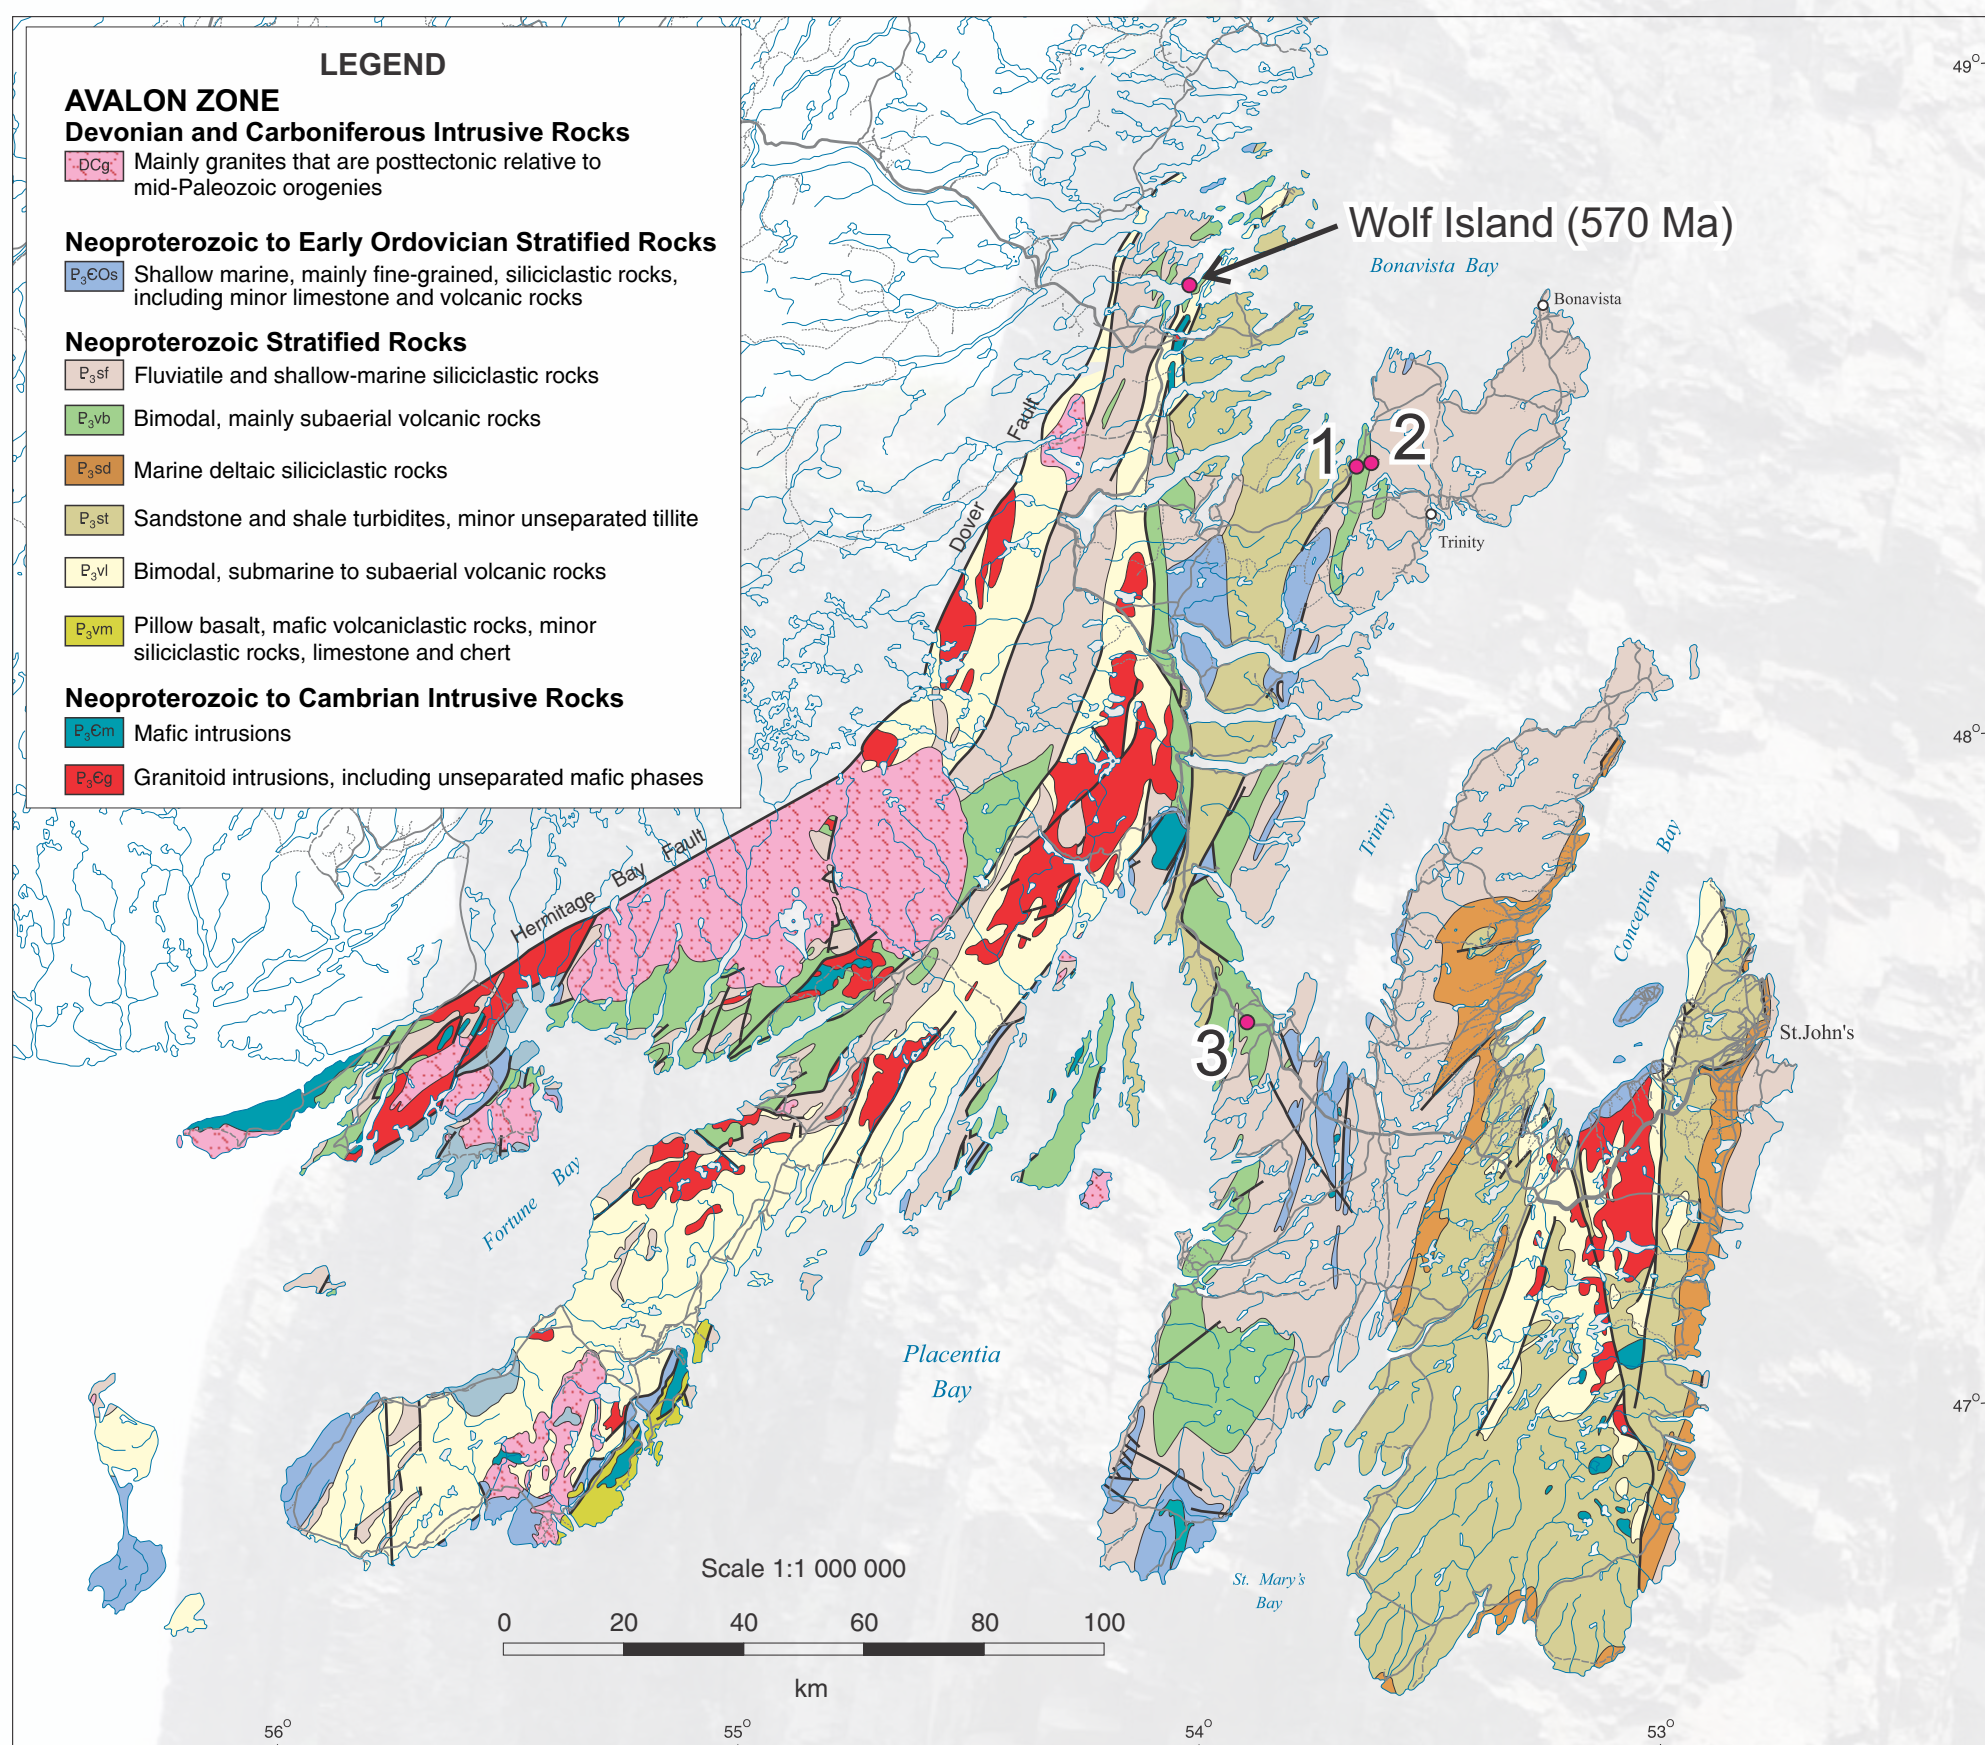 LEGEND
AVALON ZONE
Devonian and Carboniferous Intrusive Rocks
DCg Mainly granites that are posttectonic relative to
mid-Paleozoic orogenies
Neoproterozoic to Early Ordovician Stratified Rocks
P₃ЄOs Shallow marine, mainly fine-grained, siliciclastic rocks,
including minor limestone and volcanic rocks
Neoproterozoic Stratified Rocks
P₃sf Fluviatile and shallow-marine siliciclastic rocks
P₃vb Bimodal, mainly subaerial volcanic rocks
P₃sd Marine deltaic siliciclastic rocks
P₃st Sandstone and shale turbidites, minor unseparated tillite
P₃vl Bimodal, submarine to subaerial volcanic rocks
P₃vm Pillow basalt, mafic volcaniclastic rocks, minor
siliciclastic rocks, limestone and chert
Neoproterozoic to Cambrian Intrusive Rocks
P₃Єm Mafic intrusions
P₃Єg Granitoid intrusions, including unseparated mafic phases
49°
Wolf Island (570 Ma)
Bonavista Bay
Bonavista
1
2
Trinity
Dover Fault
48°
Trinity
Conception Bay
Hermitage Bay Fault
St.John's
3
Fortune Bay
Placentia
Bay
47°
Scale 1:1 000 000
St. Mary's
Bay
0 20 40 60 80 100
km
56° 55° 54° 53°